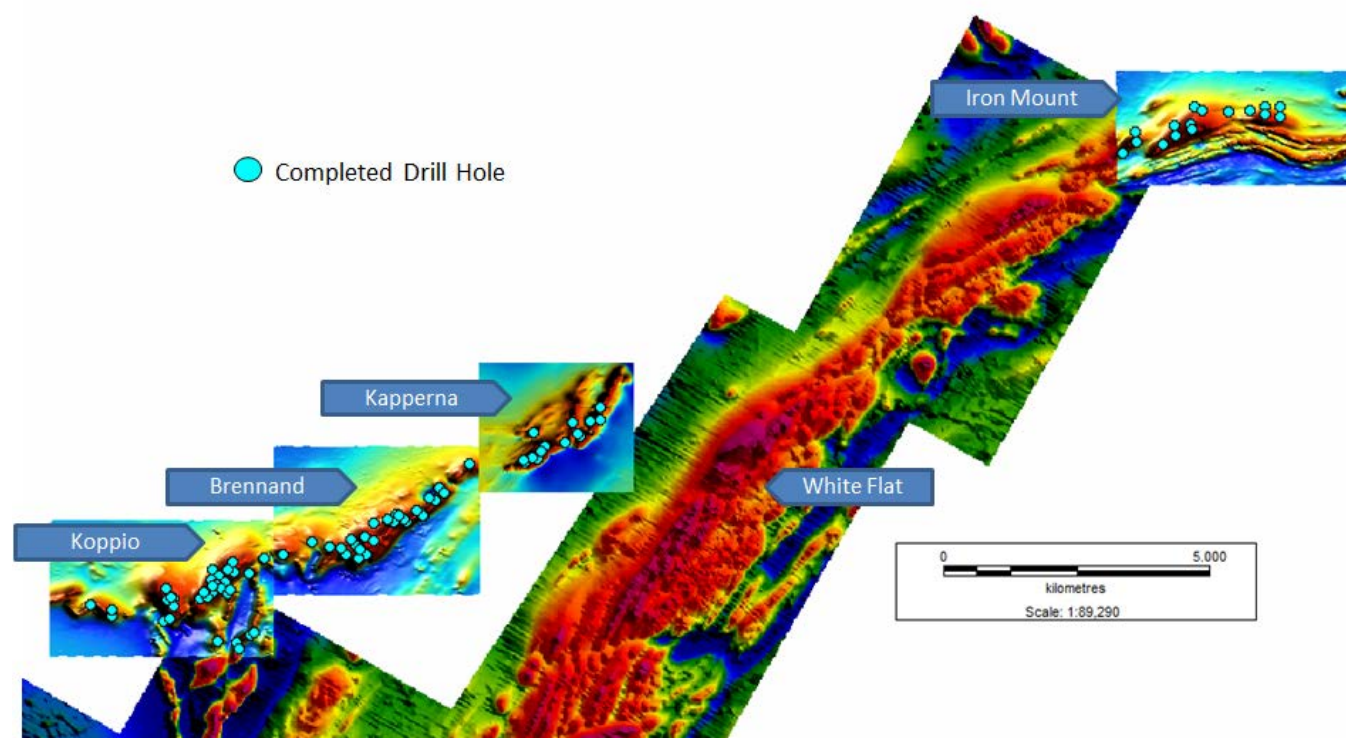 Iron Mount
Completed Drill Hole
Kapperna
Brennand
White Flat
Koppio
0 5.000
kilometres
Scale: 1:89,290